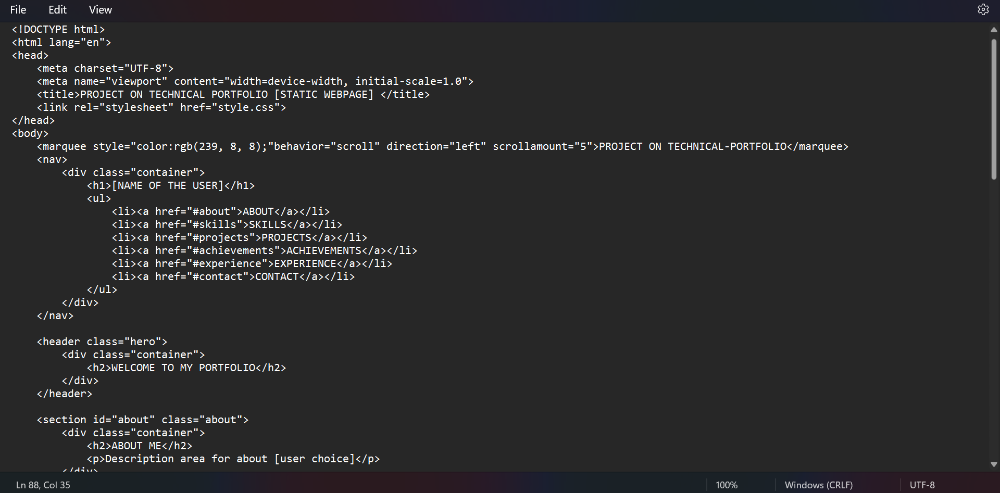 File Edit View
<!DOCTYPE html>
<html lang="en">
<head>
    <meta charset="UTF-8">
    <meta name="viewport" content="width=device-width, initial-scale=1.0">
    <title>PROJECT ON TECHNICAL PORTFOLIO [STATIC WEBPAGE] </title>
    <link rel="stylesheet" href="style.css">
</head>
<body>
    <marquee style="color:rgb(239, 8, 8);"behavior="scroll" direction="left" scrollamount="5">PROJECT ON TECHNICAL-PORTFOLIO</marquee>
    <nav>
        <div class="container">
            <h1>[NAME OF THE USER]</h1>
            <ul>
                <li><a href="#about">ABOUT</a></li>
                <li><a href="#skills">SKILLS</a></li>
                <li><a href="#projects">PROJECTS</a></li>
                <li><a href="#achievements">ACHIEVEMENTS</a></li>
                <li><a href="#experience">EXPERIENCE</a></li>
                <li><a href="#contact">CONTACT</a></li>
            </ul>
        </div>
    </nav>

    <header class="hero">
        <div class="container">
            <h2>WELCOME TO MY PORTFOLIO</h2>
        </div>
    </header>

    <section id="about" class="about">
        <div class="container">
            <h2>ABOUT ME</h2>
            <p>Description area for about [user choice]</p>
        </div>
Ln 88, Col 35 100% Windows (CRLF) UTF-8